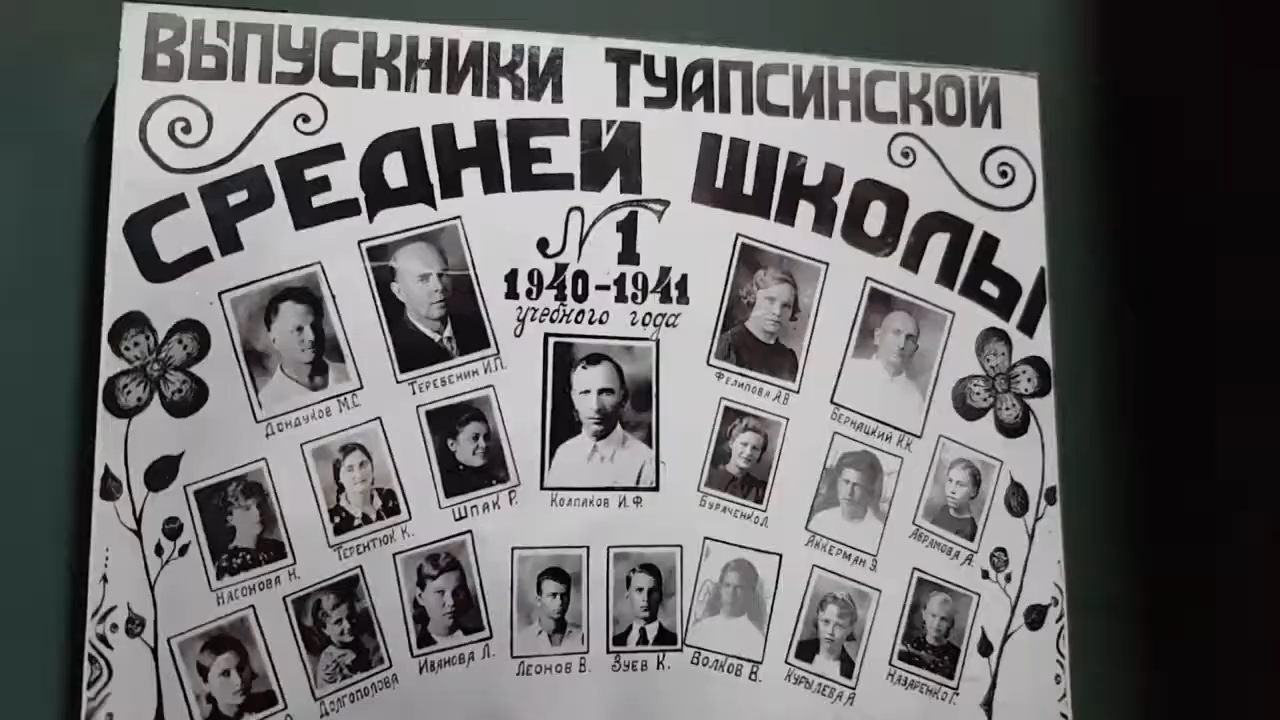 ВЫПУСКНИКИ ТУАПСИНСКОЙ
СРЕДНЕЙ ШКОЛЫ
№1
1940-1941
учебного года
Дондуков М.С.
Теребенин И.П.
Колпаков И.Ф.
Фелипова А.В
Бернацкий К.К.
Насонова Н.
Терентюк К.
Шпак Р.
Бураченко Л.
Аккерман Э.
Абрамова А.
Долгополова
Иванова Л.
Леонов В.
Зуев К.
Волков В.
Курылева А
Назаренко Г.